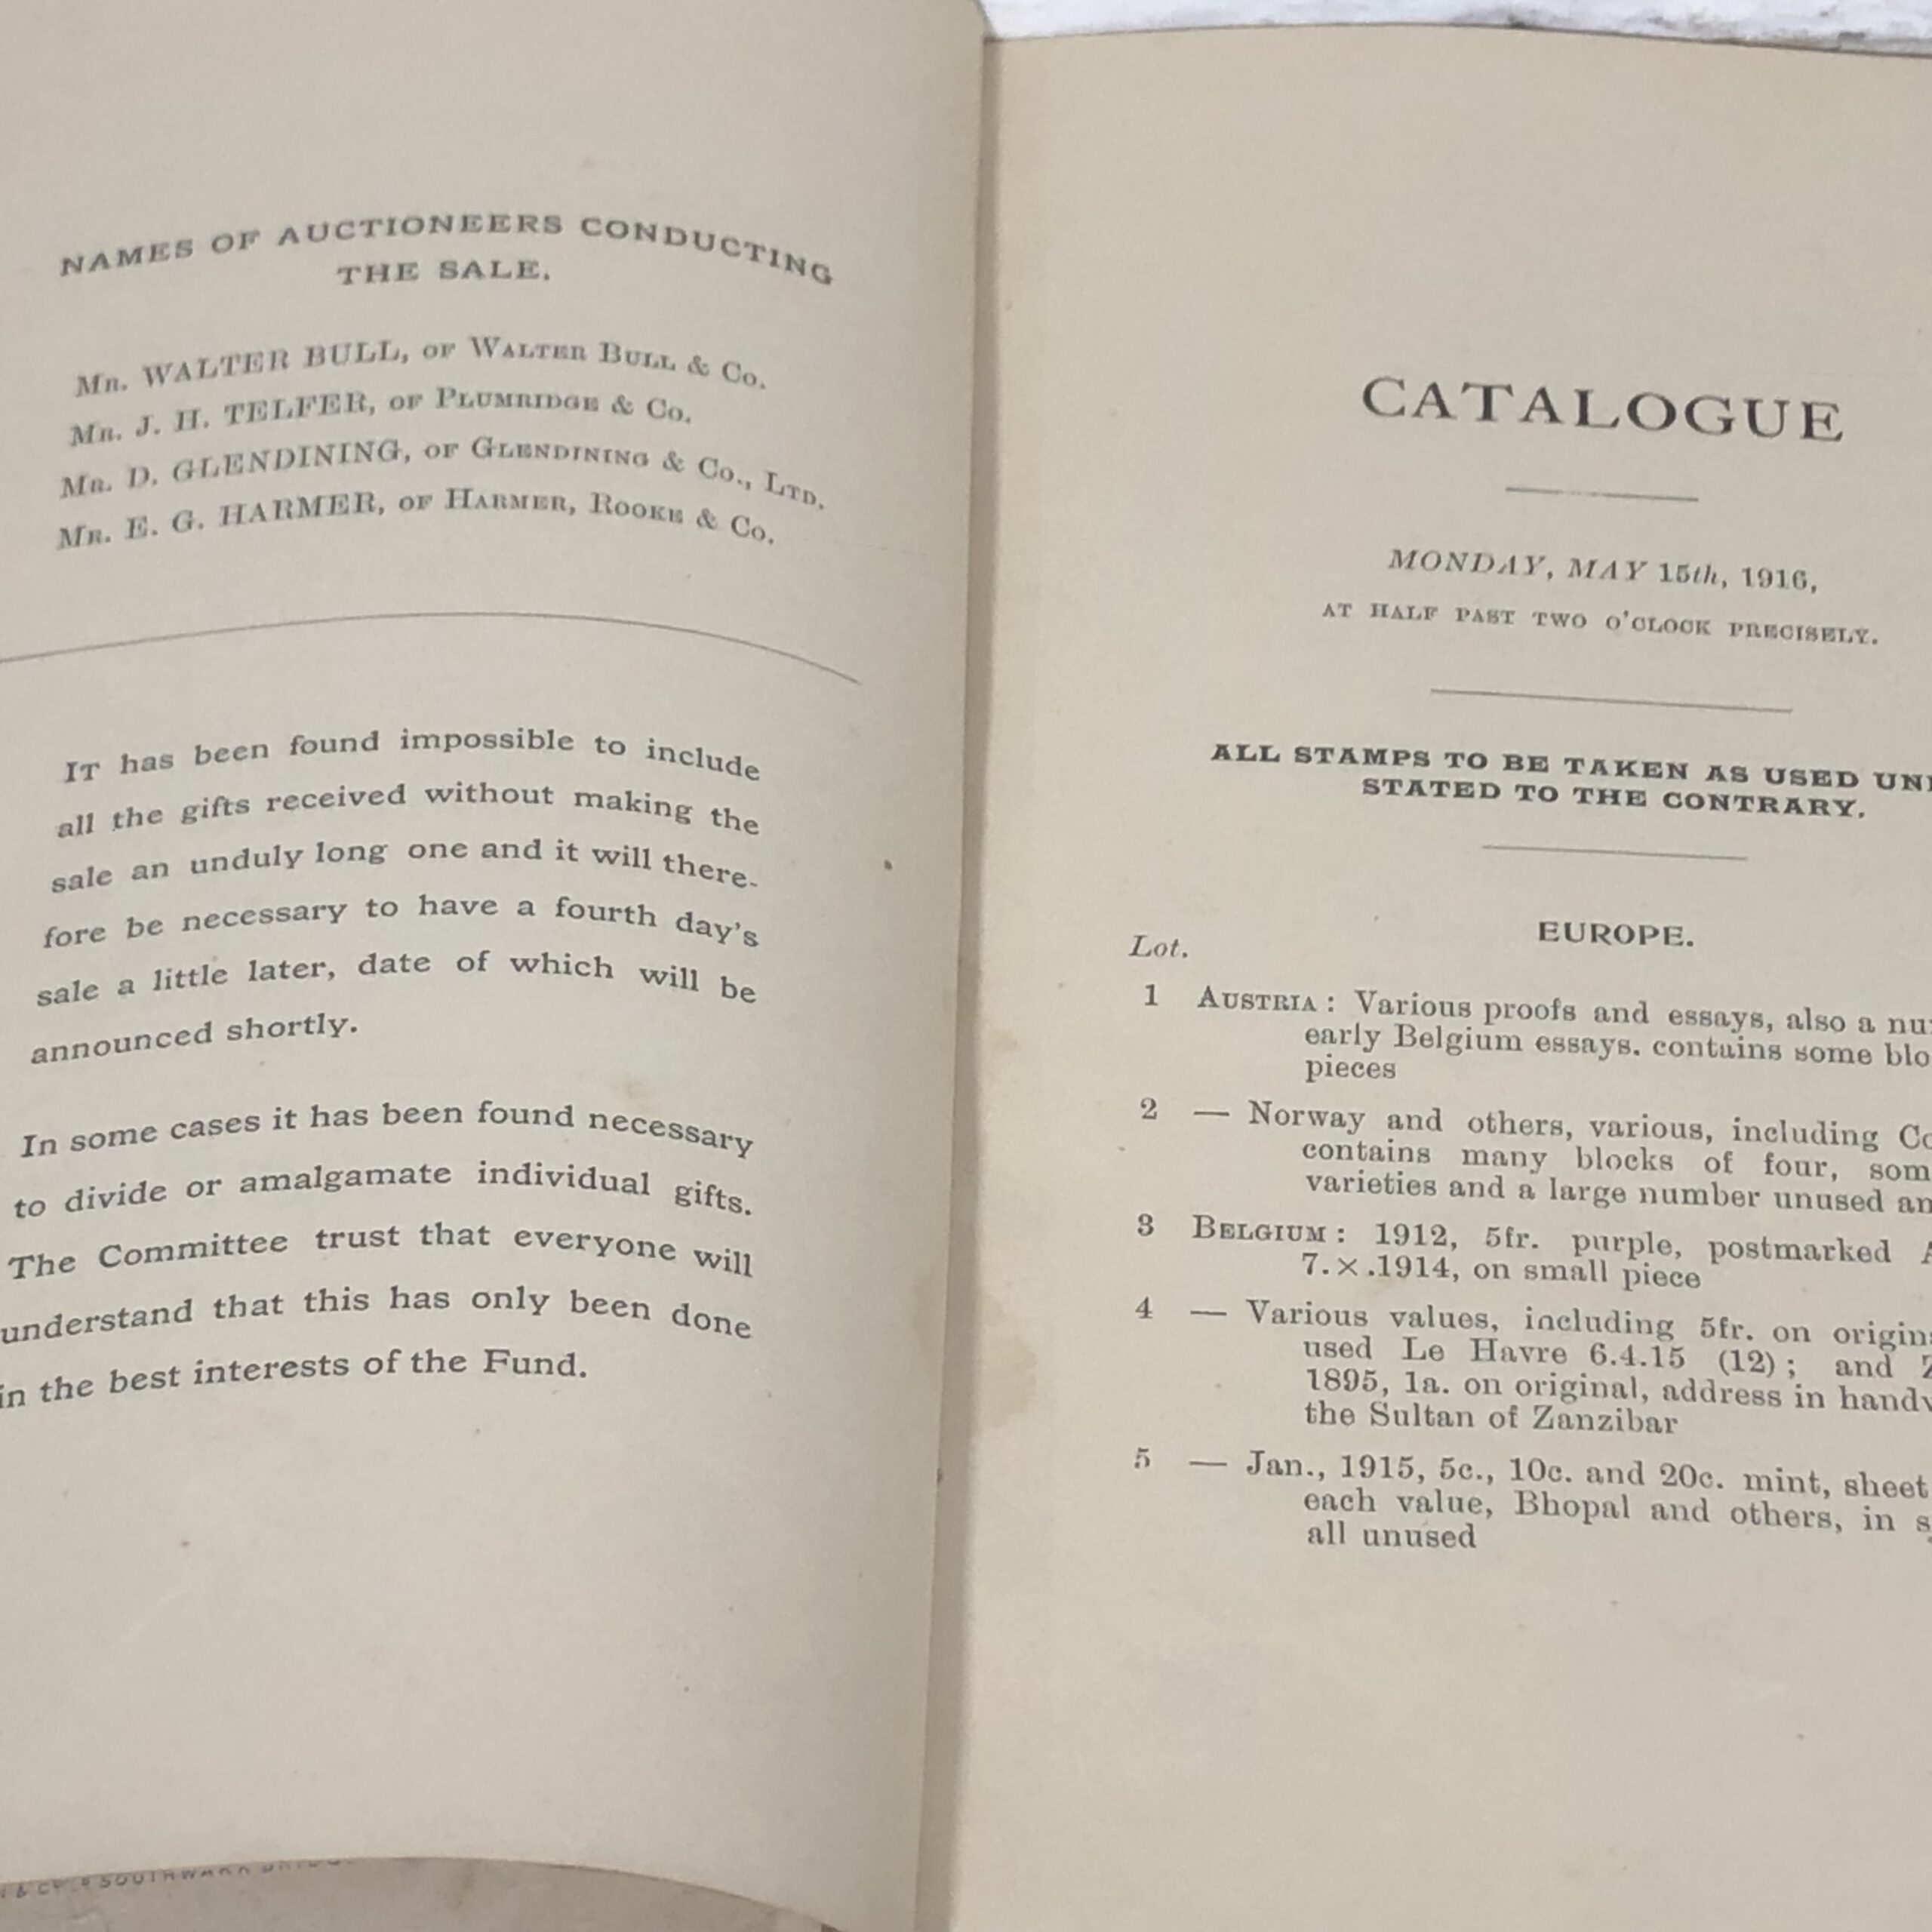 NAMES OF AUCTIONEERS CONDUCTING
THE SALE.
Mr. WALTER BULL, of Walter Bull & Co.
Mr. J. H. TELFER, of Plumridge & Co.
Mr. D. GLENDINING, of Glendining & Co., Ltd.
Mr. E. G. HARMER, of Harmer, Rooke & Co.
It has been found impossible to include
all the gifts received without making the
sale an unduly long one and it will there-
fore be necessary to have a fourth day's
sale a little later, date of which will be
announced shortly.
In some cases it has been found necessary
to divide or amalgamate individual gifts.
The Committee trust that everyone will
understand that this has only been done
in the best interests of the Fund.
SOUTHWARK
CATALOGUE
MONDAY, MAY 15th, 1916,
AT HALF PAST TWO O'CLOCK PRECISELY.
ALL STAMPS TO BE TAKEN AS USED
STATED TO THE CONTRARY.
EUROPE.
Lot.
1 Austria : Various proofs and essays, also a
early Belgium essays. contains some
pieces
2 — Norway and others, various, including
contains many blocks of four,
varieties and a large number unused
3 Belgium : 1912, 5fr. purple, postmarked
7.×.1914, on small piece
4 — Various values, including 5fr. on
used Le Havre 6.4.15 (12) ; and
1895, 1a. on original, address in
the Sultan of Zanzibar
5 — Jan., 1915, 5c., 10c. and 20c. mint, sheet
each value, Bhopal and others, in
all unused